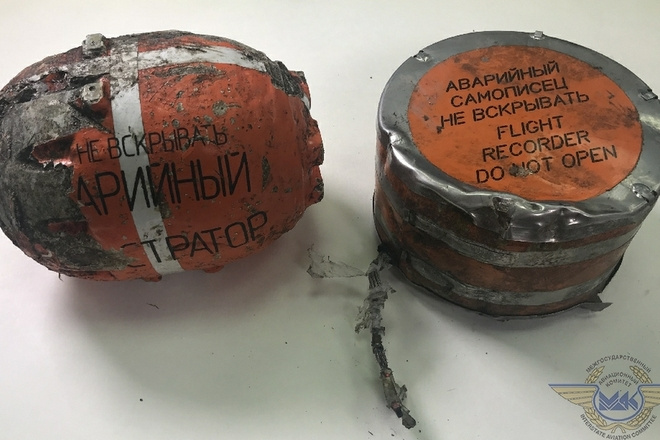 НЕ ВСКРЫВАТЬ
АРИЙНЫЙ
СТРАТОР
АВАРИЙНЫЙ
САМОПИСЕЦ
НЕ ВСКРЫВАТЬ
FLIGHT
RECORDER
DO NOT OPEN
МЕЖГОСУДАРСТВЕННЫЙ
АВИАЦИОННЫЙ
КОМИТЕТ
МАК
INTERSTATE AVIATION COMMITTEE